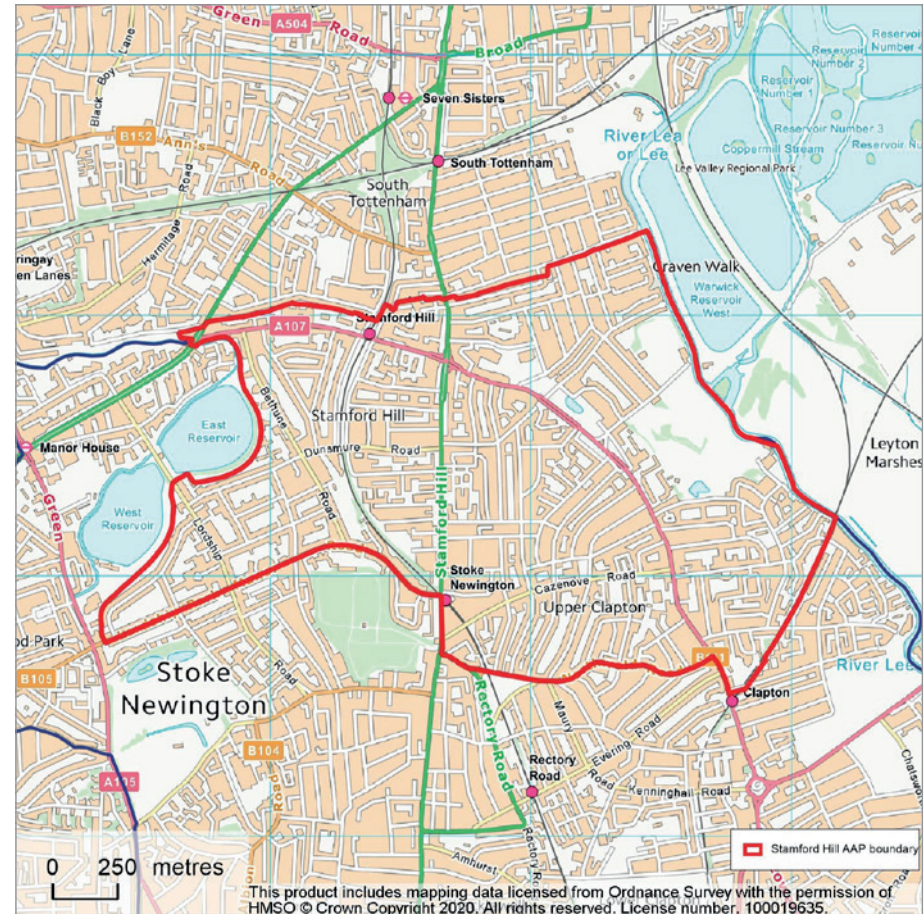 Green Road
A504
Black Boy Lane
Broad
Seven Sisters
Reservoir
Number 4
Reservoir
Number 2
Reservoir
Number 1
Reservoir Number 3
Coppermill Stream
Lee Valley Regional Park
River Lea
or Lee
B152
Ann's
Road
South Tottenham
South
Tottenham
Hermitage
Road
ringay
en Lanes
Craven Walk
Warwick
Reservoir
West
Stamford Hill
A107
Bethune
Road
Stamford Hill
East
Reservoir
Manor House
Dunsmure Road
Stamford Hill
Leyton
Marshes
Green
West
Reservoir
Lordship
Road
Stoke
Newington
Cazenove Road
Upper Clapton
od Park
B105
Stoke
Newington
River Lee
Clapton
Rectory Road
Maury
Road
Evering Road
B104
Rectory
Road
Kenninghall Road
A105
Rectory R
Amhurst
Chatswo
0 250 metres
Stamford Hill AAP boundary
This product includes mapping data licensed from Ordnance Survey with the permission of
HMSO © Crown Copyright 2020. All rights reserved. License number 100019635.